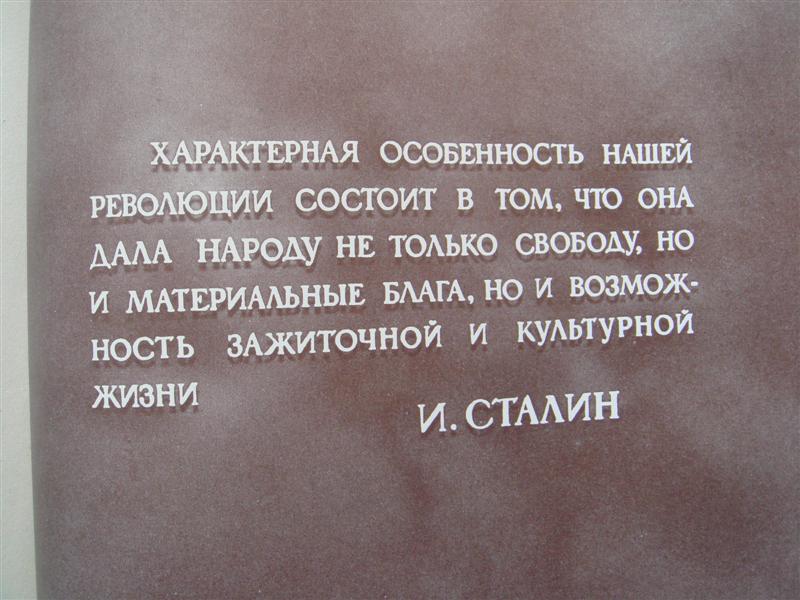 ХАРАКТЕРНАЯ ОСОБЕННОСТЬ НАШЕЙ
РЕВОЛЮЦИИ СОСТОИТ В ТОМ, ЧТО ОНА
ДАЛА НАРОДУ НЕ ТОЛЬКО СВОБОДУ, НО
И МАТЕРИАЛЬНЫЕ БЛАГА, НО И ВОЗМОЖ-
НОСТЬ ЗАЖИТОЧНОЙ И КУЛЬТУРНОЙ
ЖИЗНИ
И. СТАЛИН